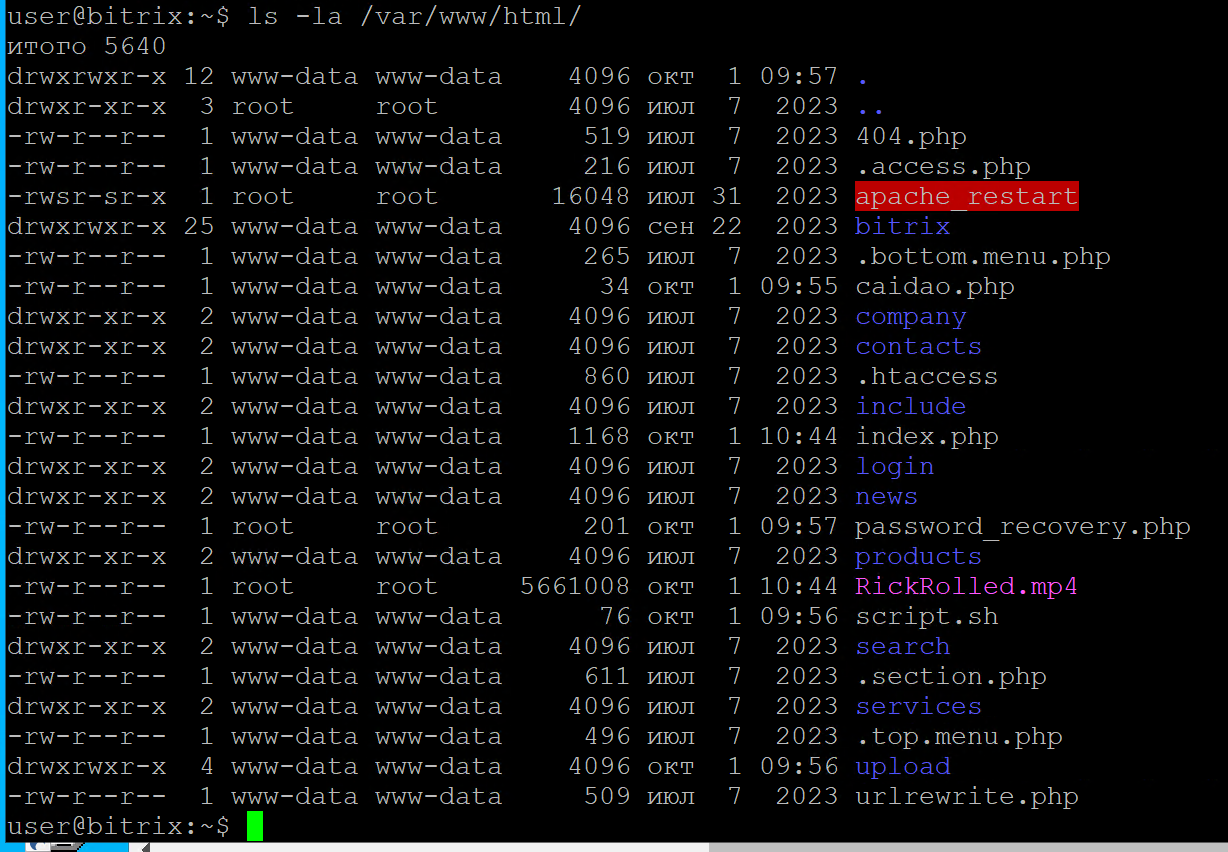 user@bitrix:~$ ls -la /var/www/html/
итого 5640
drwxrwxr-x 12 www-data www-data    4096 окт  1 09:57 .
drwxr-xr-x  3 root     root        4096 июл  7  2023 ..
-rw-r--r--  1 www-data www-data     519 июл  7  2023 404.php
-rw-r--r--  1 www-data www-data     216 июл  7  2023 .access.php
-rwsr-sr-x  1 root     root       16048 июл 31  2023 apache_restart
drwxrwxr-x 25 www-data www-data    4096 сен 22  2023 bitrix
-rw-r--r--  1 www-data www-data     265 июл  7  2023 .bottom.menu.php
-rw-r--r--  1 www-data www-data      34 окт  1 09:55 caidao.php
drwxr-xr-x  2 www-data www-data    4096 июл  7  2023 company
drwxr-xr-x  2 www-data www-data    4096 июл  7  2023 contacts
-rw-r--r--  1 www-data www-data     860 июл  7  2023 .htaccess
drwxr-xr-x  2 www-data www-data    4096 июл  7  2023 include
-rw-r--r--  1 www-data www-data    1168 окт  1 10:44 index.php
drwxr-xr-x  2 www-data www-data    4096 июл  7  2023 login
drwxr-xr-x  2 www-data www-data    4096 июл  7  2023 news
-rw-r--r--  1 root     root         201 окт  1 09:57 password_recovery.php
drwxr-xr-x  2 www-data www-data    4096 июл  7  2023 products
-rw-r--r--  1 root     root     5661008 окт  1 10:44 RickRolled.mp4
-rw-r--r--  1 www-data www-data      76 окт  1 09:56 script.sh
drwxr-xr-x  2 www-data www-data    4096 июл  7  2023 search
-rw-r--r--  1 www-data www-data     611 июл  7  2023 .section.php
drwxr-xr-x  2 www-data www-data    4096 июл  7  2023 services
-rw-r--r--  1 www-data www-data     496 июл  7  2023 .top.menu.php
drwxrwxr-x  4 www-data www-data    4096 окт  1 09:56 upload
-rw-r--r--  1 www-data www-data     509 июл  7  2023 urlrewrite.php
user@bitrix:~$